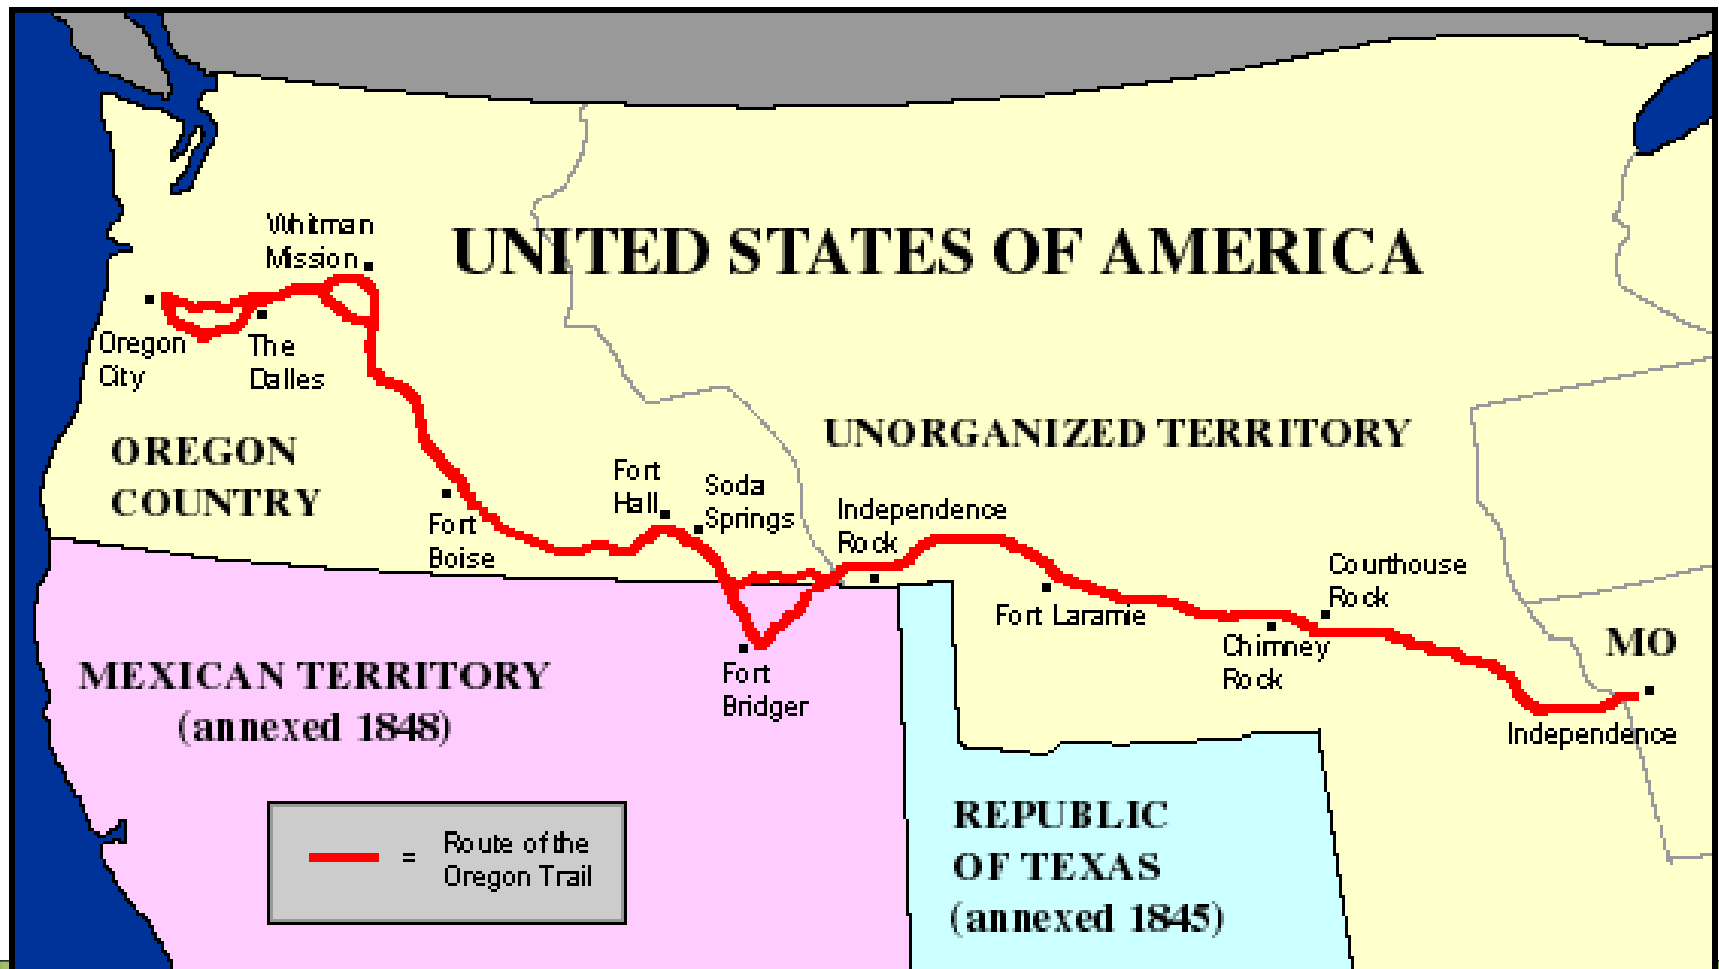 Whitman
Mission
UNITED STATES OF AMERICA
Oregon
City
The
Dalles
OREGON
COUNTRY
UNORGANIZED TERRITORY
Fort
Hall
Soda
Springs
Independence
Rock
Fort
Boise
Courthouse
Rock
Fort Laramie
Chimney
Rock
MO
MEXICAN TERRITORY
(annexed 1848)
Fort
Bridger
Independence
REPUBLIC
OF TEXAS
(annexed 1845)
= Route of the
Oregon Trail